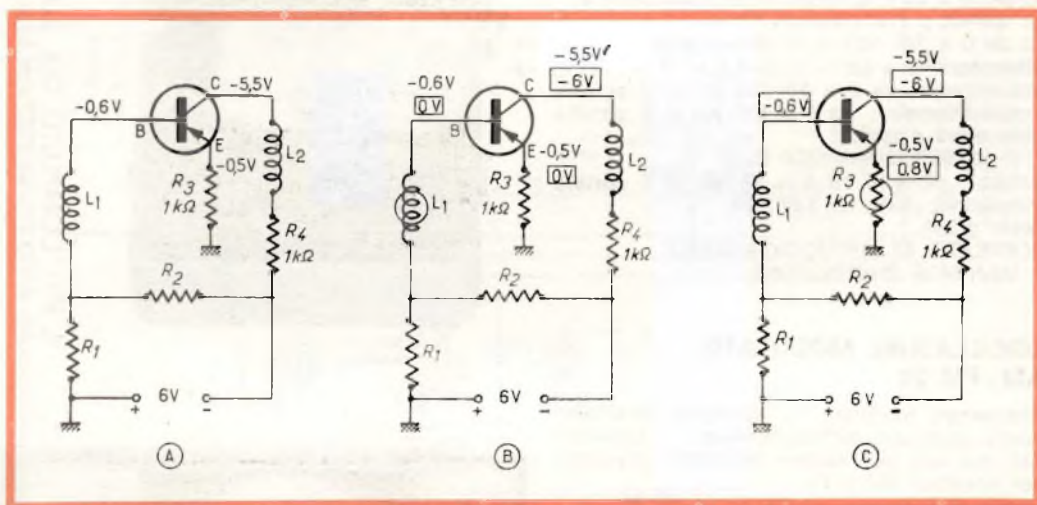 C
-5,5V
-0,6V
B
E
-0,5V
L2
L1
R3
1kΩ
R4
1kΩ
R2
R1
6V
+
-
A
-5,5V
-6V
C
-0,6V
0V
B
E
-0,5V
0V
L2
L1
R3
1kΩ
R4
1kΩ
R2
R1
6V
+
-
B
-5,5V
-6V
C
-0,6V
B
E
-0,5V
0.8V
L2
L1
R3
1kΩ
R4
1kΩ
R2
R1
6V
+
-
C